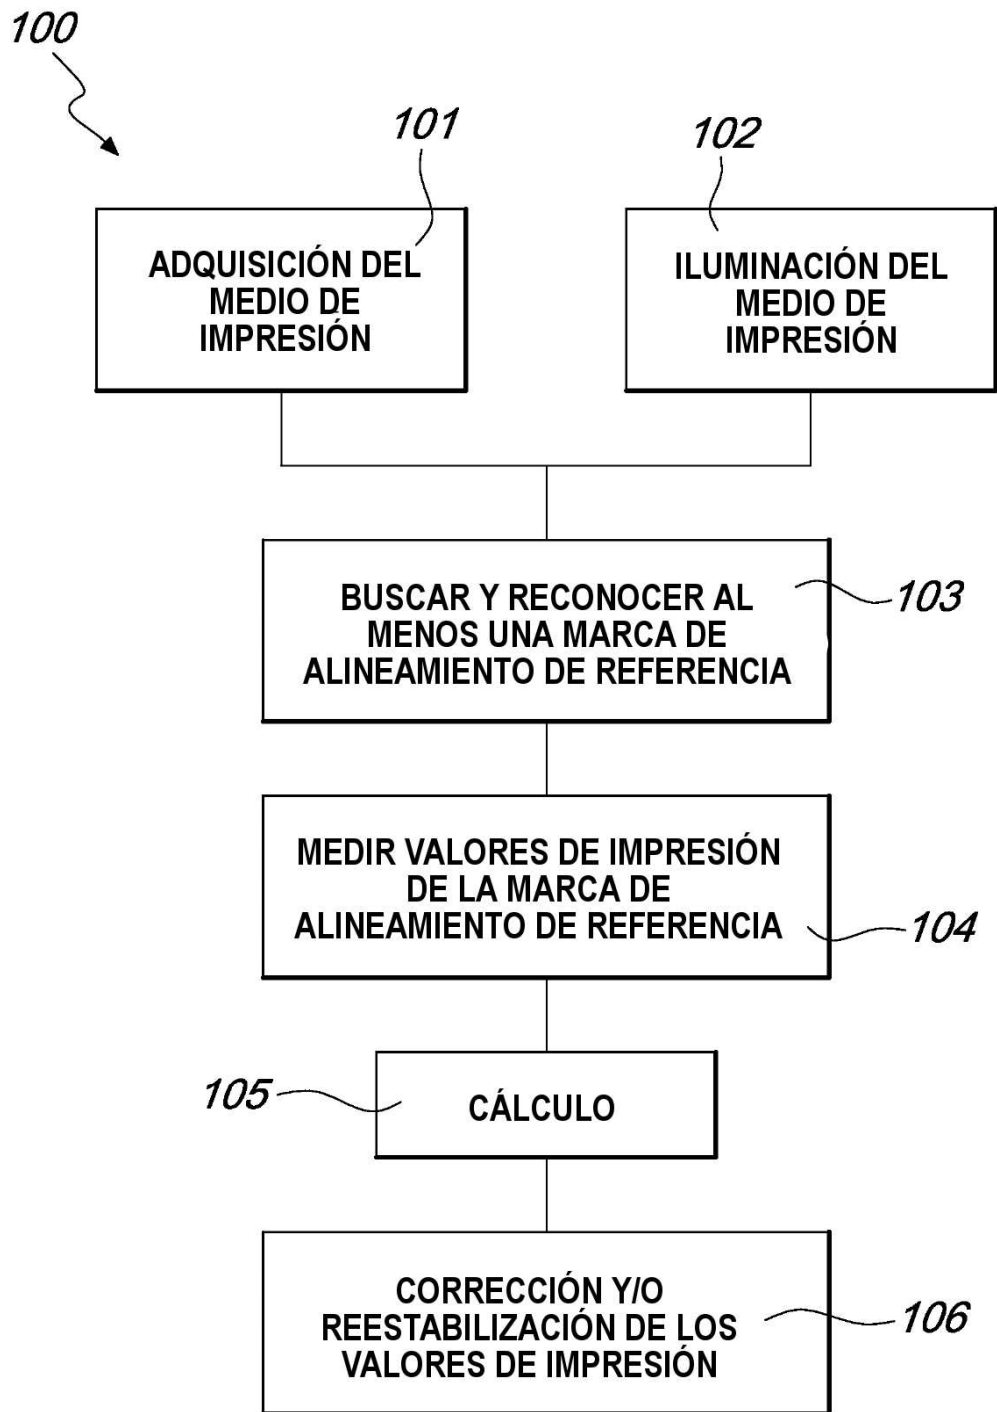 100
101
102
ADQUISICIÓN DEL
MEDIO DE
IMPRESIÓN
ILUMINACIÓN DEL
MEDIO DE
IMPRESIÓN
BUSCAR Y RECONOCER AL
MENOS UNA MARCA DE
ALINEAMIENTO DE REFERENCIA
103
MEDIR VALORES DE IMPRESIÓN
DE LA MARCA DE
ALINEAMIENTO DE REFERENCIA
104
105
CÁLCULO
CORRECCIÓN Y/O
REESTABILIZACIÓN DE LOS
VALORES DE IMPRESIÓN
106